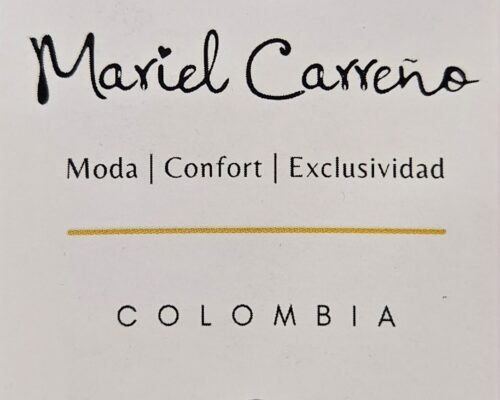 Mariel Carreño
Moda | Confort | Exclusividad
COLOMBIA